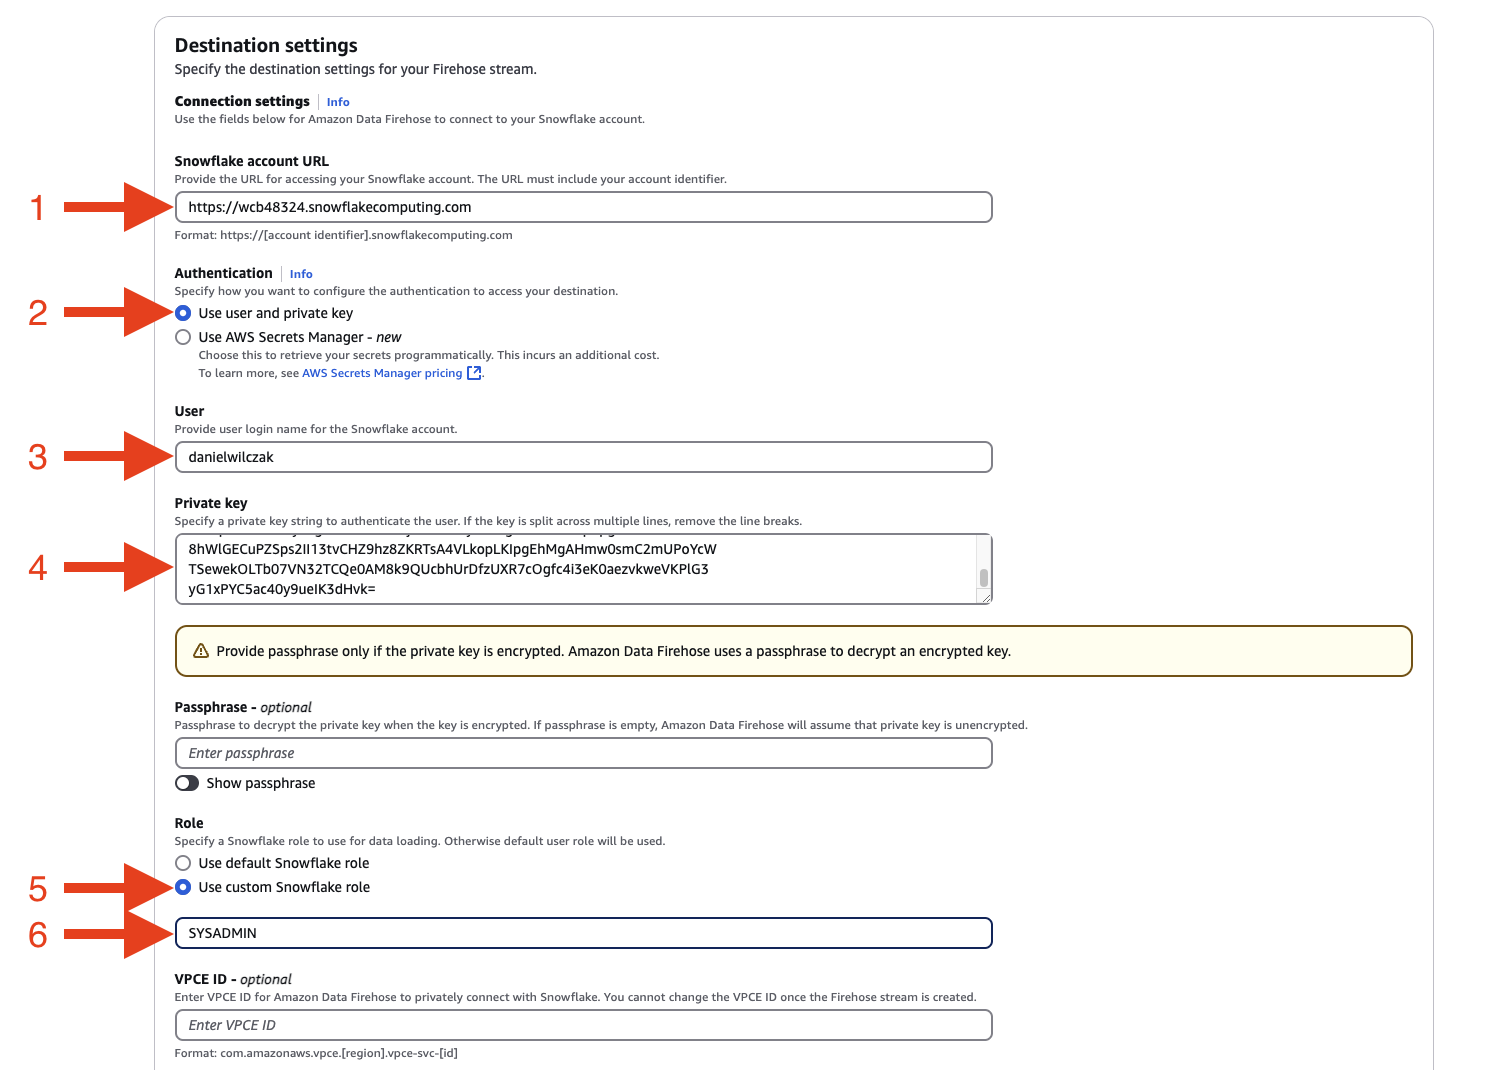 Destination settings
Specify the destination settings for your Firehose stream.
Connection settings Info
Use the fields below for Amazon Data Firehose to connect to your Snowflake account.
Snowflake account URL
Provide the URL for accessing your Snowflake account. The URL must include your account identifier.
1
https://wcb48324.snowflakecomputing.com
Format: https://[account identifier].snowflakecomputing.com
Authentication Info
Specify how you want to configure the authentication to access your destination.
2
Use user and private key
Use AWS Secrets Manager - new
Choose this to retrieve your secrets programmatically. This incurs an additional cost.
To learn more, see AWS Secrets Manager pricing.
User
Provide user login name for the Snowflake account.
3
danielwilczak
Private key
Specify a private key string to authenticate the user. If the key is split across multiple lines, remove the line breaks.
4
8hWlGECuPZSps2II13tvCHZ9hz8ZKRTsA4VLkopLKIpgEhMgAHmw0smC2mUPoYcW
TSewekOLTb07VN32TCQe0AM8k9QUcbhUrDfzUXR7cOgfc4i3eK0aezvkweVKPlG3
yG1xPYC5ac40y9ueIK3dHvk=
Provide passphrase only if the private key is encrypted. Amazon Data Firehose uses a passphrase to decrypt an encrypted key.
Passphrase - optional
Passphrase to decrypt the private key when the key is encrypted. If passphrase is empty, Amazon Data Firehose will assume that private key is unencrypted.
Enter passphrase
Show passphrase
Role
Specify a Snowflake role to use for data loading. Otherwise default user role will be used.
Use default Snowflake role
5
Use custom Snowflake role
6
SYSADMIN
VPCE ID - optional
Enter VPCE ID for Amazon Data Firehose to privately connect with Snowflake. You cannot change the VPCE ID once the Firehose stream is created.
Enter VPCE ID
Format: com.amazonaws.vpce.[region].vpce-svc-[id]